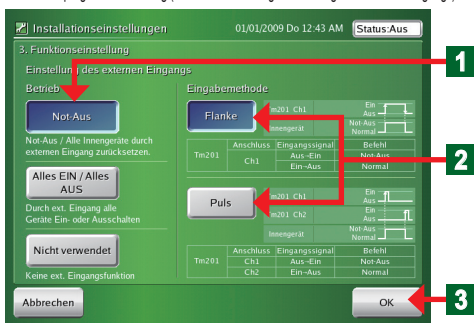 Installationseinstellungen 01/01/2009 Do 12:43 AM Status:Aus
3. Funktionseinstellung
Einstellung des externen Eingangs
Betrieb
Eingabemethode
Not-Aus
Not-Aus / Alle Innengeräte durch
externen Eingang zurücksetzen.
Alles EIN / Alles
AUS
Durch ext. Eingang alle
Geräte Ein- oder Ausschalten
Nicht verwendet
Keine ext. Eingangsfunktion
Flanke
Tm201 Ch1 Ein
Aus
Innengerät Not-Aus
Normal
Anschluss Eingangssignal Befehl
Tm201 Ch1 Aus→Ein Not-Aus
Ein→Aus Normal
Puls
Tm201 Ch1 Ein
Aus
Tm201 Ch2 Ein
Aus
Innengerät Not-Aus
Normal
Anschluss Eingangssignal Befehl
Tm201 Ch1 Aus→Ein Not-Aus
Ch2 Ein→Aus Normal
Abbrechen
OK
1
2
3